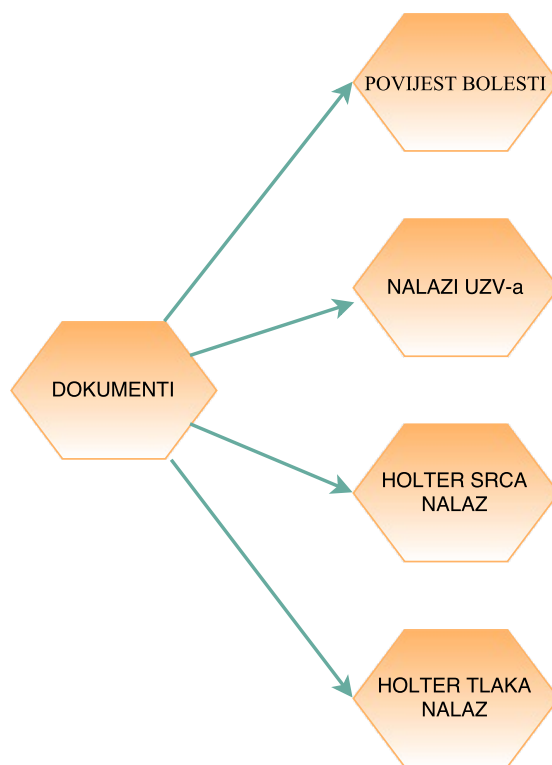 POVIJEST BOLESTI
NALAZI UZV-a
DOKUMENTI
HOLTER SRCA
NALAZ
HOLTER TLAKA
NALAZ